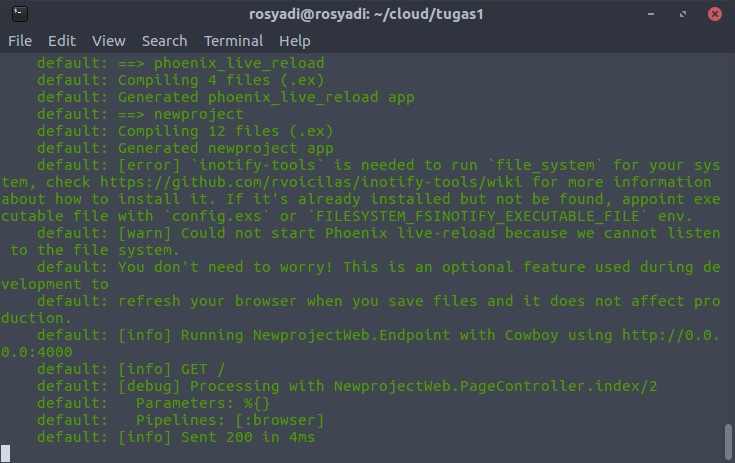 rosyadi@rosyadi: ~/cloud/tugas1
File Edit View Search Terminal Help
default: ==> phoenix_live_reload
default: Compiling 4 files (.ex)
default: Generated phoenix_live_reload app
default: ==> newproject
default: Compiling 12 files (.ex)
default: Generated newproject app
default: [error] `inotify-tools` is needed to run `file_system` for your sys
tem, check https://github.com/rvoicilas/inotify-tools/wiki for more information
about how to install it. If it's already installed but not be found, appoint exe
cutable file with `config.exs` or `FILESYSTEM_FSINOTIFY_EXECUTABLE_FILE` env.
default: [warn] Could not start Phoenix live-reload because we cannot listen
to the file system.
default: You don't need to worry! This is an optional feature used during de
velopment to
default: refresh your browser when you save files and it does not affect pro
duction.
default: [info] Running NewprojectWeb.Endpoint with Cowboy using http://0.0.
0.0:4000
default: [info] GET /
default: [debug] Processing with NewprojectWeb.PageController.index/2
default:   Parameters: %{}
default:   Pipelines: [:browser]
default: [info] Sent 200 in 4ms